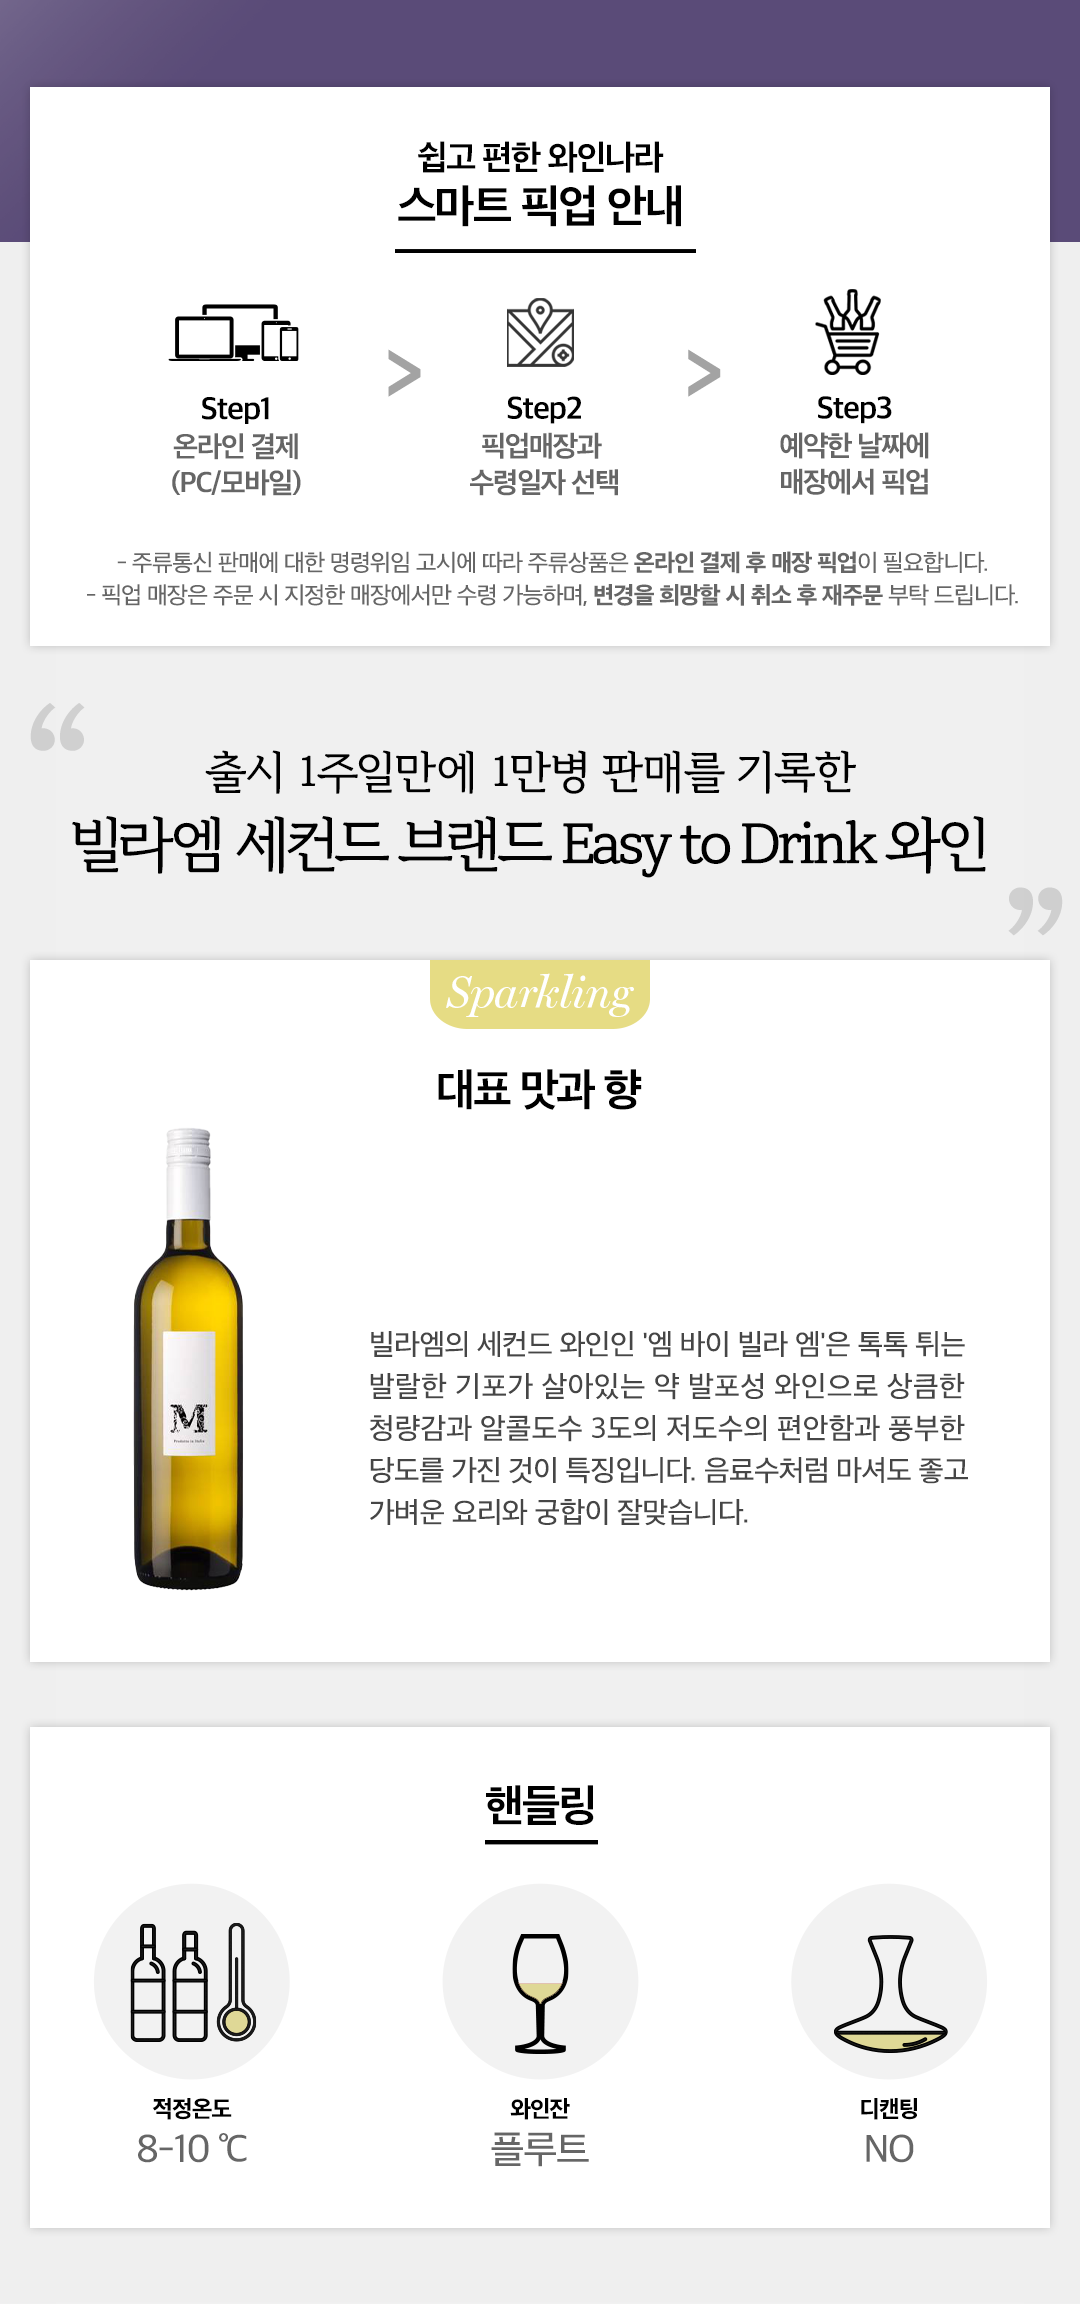 쉽고 편한 와인나라
스마트 픽업 안내
Step1
온라인 결제
(PC/모바일)
>
Step2
픽업매장과
수령일자 선택
>
Step3
예약한 날짜에
매장에서 픽업
- 주류통신 판매에 대한 명령위임 고시에 따라 주류상품은 온라인 결제 후 매장 픽업이 필요합니다.
- 픽업 매장은 주문 시 지정한 매장에서만 수령 가능하며, 변경을 희망할 시 취소 후 재주문 부탁 드립니다.
“
출시 1주일만에 1만병 판매를 기록한
빌라엠 세컨드 브랜드 Easy to Drink 와인
”
Sparkling
대표 맛과 향
M
Prodotto in Italia
빌라엠의 세컨드 와인인 '엠 바이 빌라 엠'은 톡톡 튀는
발랄한 기포가 살아있는 약 발포성 와인으로 상큼한
청량감과 알콜도수 3도의 저도수의 편안함과 풍부한
당도를 가진 것이 특징입니다. 음료수처럼 마셔도 좋고
가벼운 요리와 궁합이 잘맞습니다.
핸들링
적정온도
8-10 ℃
와인잔
플루트
디캔팅
NO